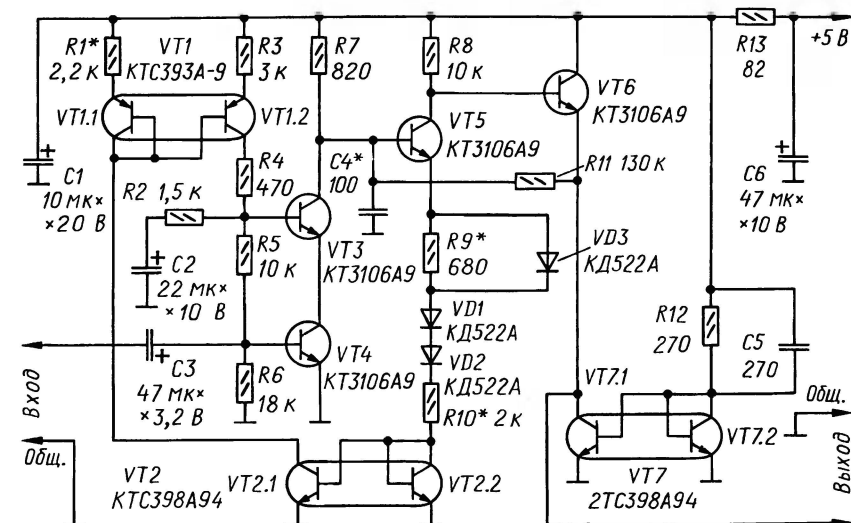 R1*
2,2 к
VT1
КТС393А-9
R3
3 к
R7
820
R8
10 к
R13
82
+5 В
VT1.1
VT1.2
VT6
КТ3106А9
VT5
КТ3106А9
C1
10 мк×
×20 В
R4
470
C4*
100
R11 130 к
C6
47 мк×
×10 В
R2 1,5 к
C2
22 мк×
×10 В
R5
10 к
VT3
КТ3106А9
R9*
680
VD3
КД522А
VD1
КД522А
VD2
КД522А
R12
270
C5
270
Вход
C3
47 мк×
×3,2 В
R6
18 к
VT4
КТ3106А9
R10* 2 к
VT7.1
VT7.2
Общ.
Выход
Общ.
VT2
КТС398А94
VT2.1
VT2.2
VT7
2ТС398А94